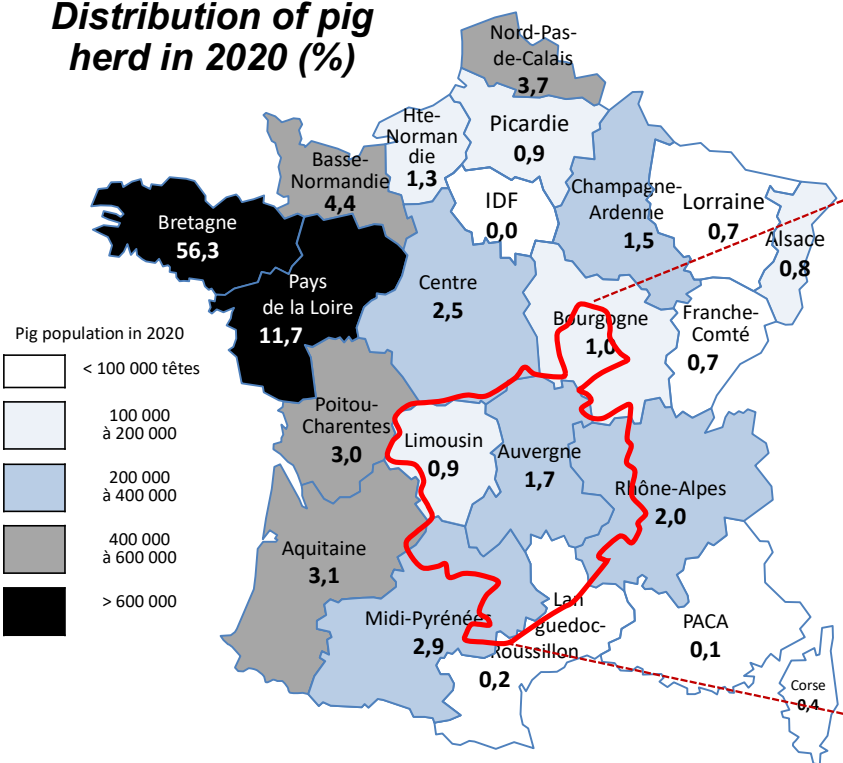 Distribution of pig
herd in 2020 (%)
Nord-Pas-
de-Calais
3,7
Hte-
Norman
die
1,3
Picardie
0,9
Basse-
Normandie
4,4
IDF
0,0
Champagne-
Ardenne
1,5
Lorraine
0,7
Alsace
0,8
Bretagne
56,3
Pays
de la Loire
11,7
Centre
2,5
Bourgogne
1,0
Franche-
Comté
0,7
Pig population in 2020
< 100 000 têtes
100 000
à 200 000
200 000
à 400 000
400 000
à 600 000
> 600 000
Poitou-
Charentes
3,0
Limousin
0,9
Auvergne
1,7
Rhône-Alpes
2,0
Aquitaine
3,1
Midi-Pyrénées
2,9
Lan
guedoc-
Roussillon
0,2
PACA
0,1
Corse
0,4